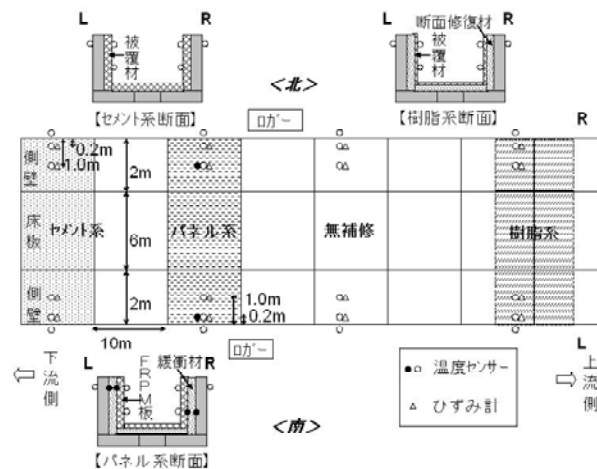 L R
被覆材
【セメント系断面】
<北>
ロガー
L R
断面修復材
被覆材
【樹脂系断面】
R
側壁
0.2m
1.0m
2m
床板
セメント系
6m
パネル系
無補修
樹脂系
側壁
2m
1.0m
0.2m
10m
L
下流側
ロガー
L R
FRPM板
緩衝材
【パネル系断面】
<南>
●○ 温度センサー
△ ひずみ計
上流側